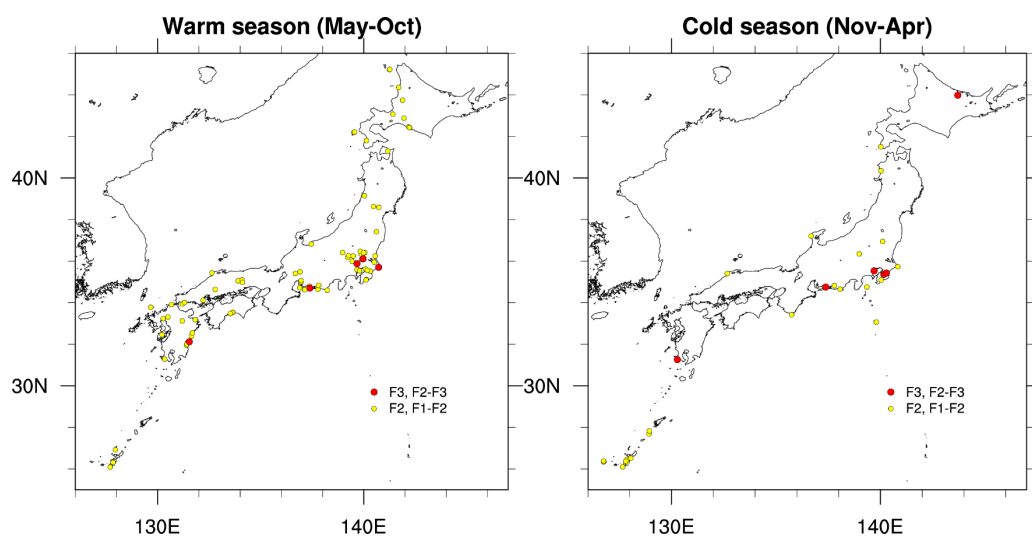 Warm season (May-Oct)
40N
30N
F3, F2-F3
F2, F1-F2
130E
140E
Cold season (Nov-Apr)
40N
30N
F3, F2-F3
F2, F1-F2
130E
140E